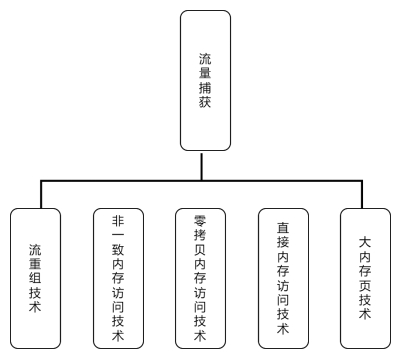 流量捕获
流重组技术
非一致内存访问技术
零拷贝内存访问技术
直接内存访问技术
大内存页技术